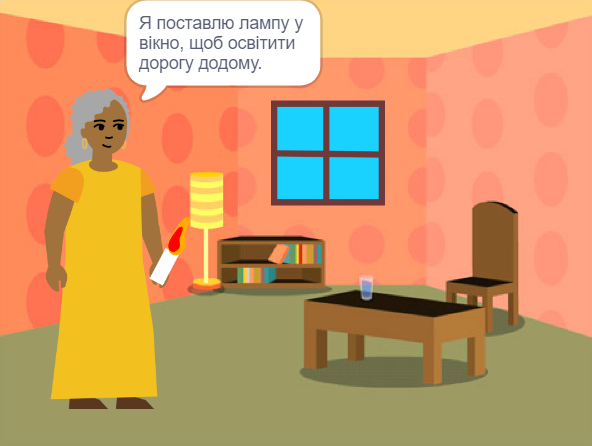 Я поставлю лампу у
вікно, щоб освітити
дорогу додому.